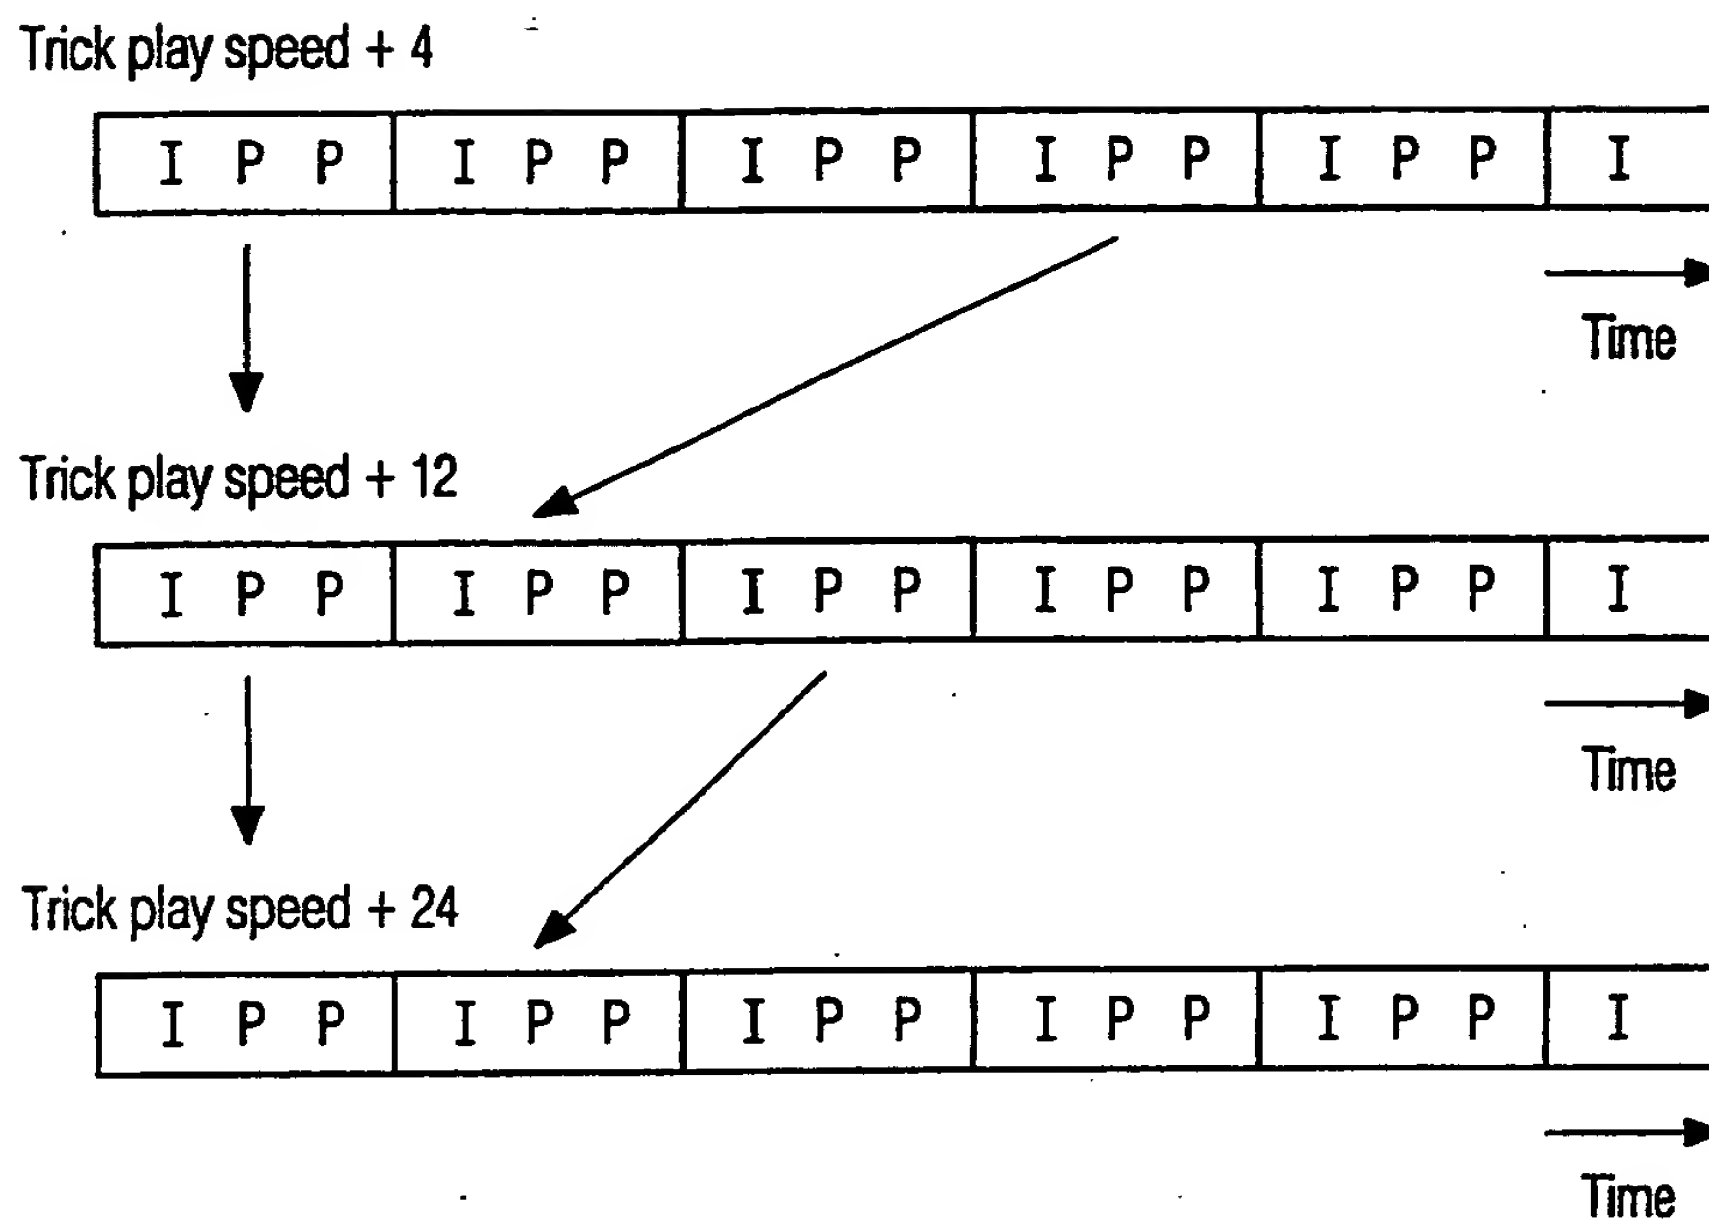 Trick play speed + 4
I P P I P P I P P I P P I P P I
Time
Trick play speed + 12
I P P I P P I P P I P P I P P I
Time
Trick play speed + 24
I P P I P P I P P I P P I P P I
Time